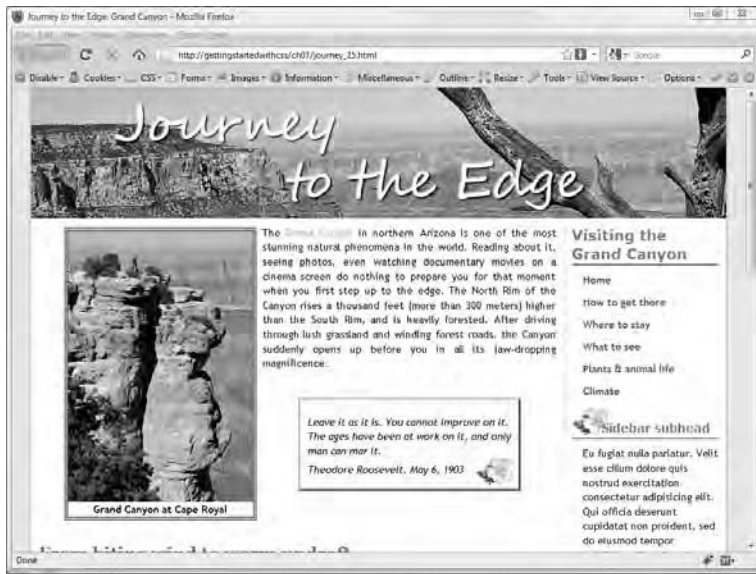 Journey to the Edge: Grand Canyon - Mozilla Firefox
http://gettingstartedwithcss/ch07/journey_25.html
Google
Disable Cookies CSS Forms Images Information Miscellaneous Outline Resize Tools View Source Options
Journey
to the Edge
The Grand Canyon in northern Arizona is one of the most
stunning natural phenomena in the world. Reading about it,
seeing photos, even watching documentary movies on a
cinema screen do nothing to prepare you for that moment
when you first step up to the edge. The North Rim of the
Canyon rises a thousand feet (more than 300 meters) higher
than the South Rim, and is heavily forested. After driving
through lush grassland and winding forest roads, the Canyon
suddenly opens up before you in all its jaw-dropping
magnificence.
Leave it as it is. You cannot improve on it.
The ages have been at work on it, and only
man can mar it.
Theodore Roosevelt, May 6, 1903
Grand Canyon at Cape Royal
Visiting the
Grand Canyon
Home
How to get there
Where to stay
What to see
Plants & animal life
Climate
Sidebar subhead
Eu fugiat nulla pariatur. Velit
esse cillum dolore quis
nostrud exercitation
consectetur adipisicing elit.
Qui officia deserunt
cupidatat non proident, sed
do eiusmod tempor
Done